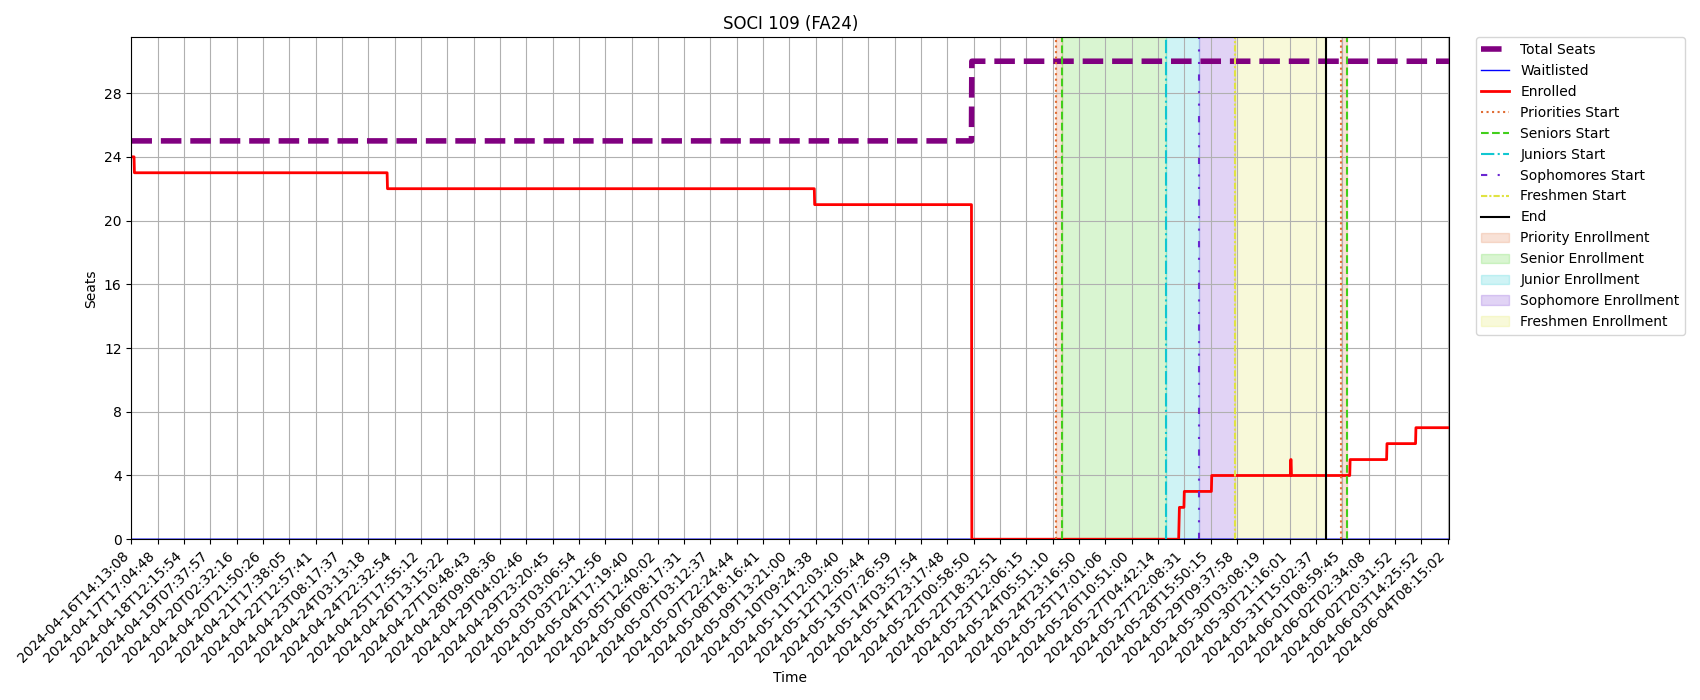 SOCI 109 (FA24)
Seats
28
24
20
16
12
8
4
0
2024-04-16T14:13:08
2024-04-17T17:04:48
2024-04-18T12:15:54
2024-04-19T07:37:57
2024-04-20T02:32:16
2024-04-20T21:50:26
2024-04-21T17:38:05
2024-04-22T12:57:41
2024-04-23T08:17:37
2024-04-24T03:13:18
2024-04-24T22:32:54
2024-04-25T17:55:12
2024-04-26T13:15:22
2024-04-27T10:48:43
2024-04-28T09:08:36
2024-04-29T04:02:46
2024-04-29T23:20:45
2024-05-03T03:06:54
2024-05-03T22:12:56
2024-05-04T17:19:40
2024-05-05T12:40:02
2024-05-06T08:17:31
2024-05-07T03:12:37
2024-05-07T22:24:44
2024-05-08T18:16:41
2024-05-09T13:21:00
2024-05-10T09:24:38
2024-05-11T12:03:40
2024-05-12T12:05:44
2024-05-13T07:26:59
2024-05-14T03:57:54
2024-05-14T23:17:48
2024-05-22T00:58:50
2024-05-22T18:32:51
2024-05-23T12:06:15
2024-05-24T05:51:10
2024-05-24T23:16:50
2024-05-25T17:01:06
2024-05-26T10:51:00
2024-05-27T04:42:14
2024-05-27T22:08:31
2024-05-28T15:50:15
2024-05-29T09:37:58
2024-05-30T03:08:19
2024-05-30T21:16:01
2024-05-31T15:02:37
2024-06-01T08:59:45
2024-06-02T02:34:08
2024-06-02T20:31:52
2024-06-03T14:25:52
2024-06-04T08:15:02
Time
Total Seats
Waitlisted
Enrolled
Priorities Start
Seniors Start
Juniors Start
Sophomores Start
Freshmen Start
End
Priority Enrollment
Senior Enrollment
Junior Enrollment
Sophomore Enrollment
Freshmen Enrollment